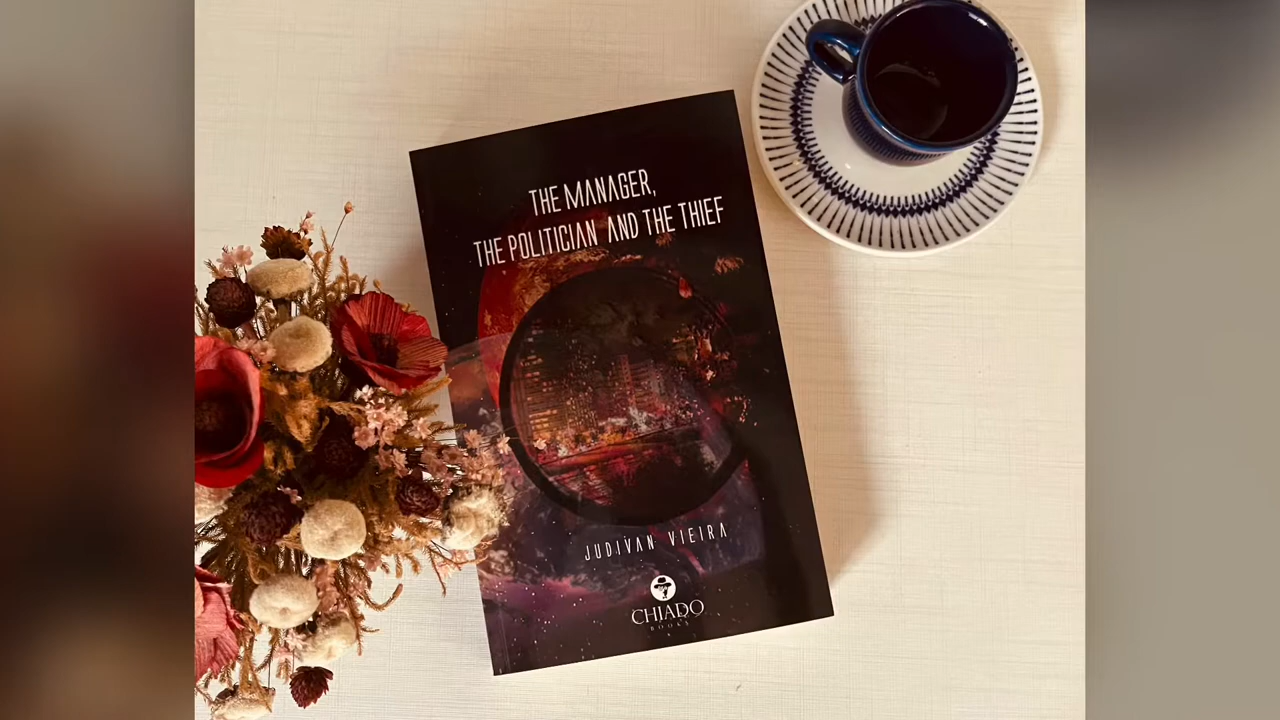 THE MANAGER,
THE POLITICIAN AND THE THIEF
JUDIVAN VIEIRA
CHIADO
BOOKS